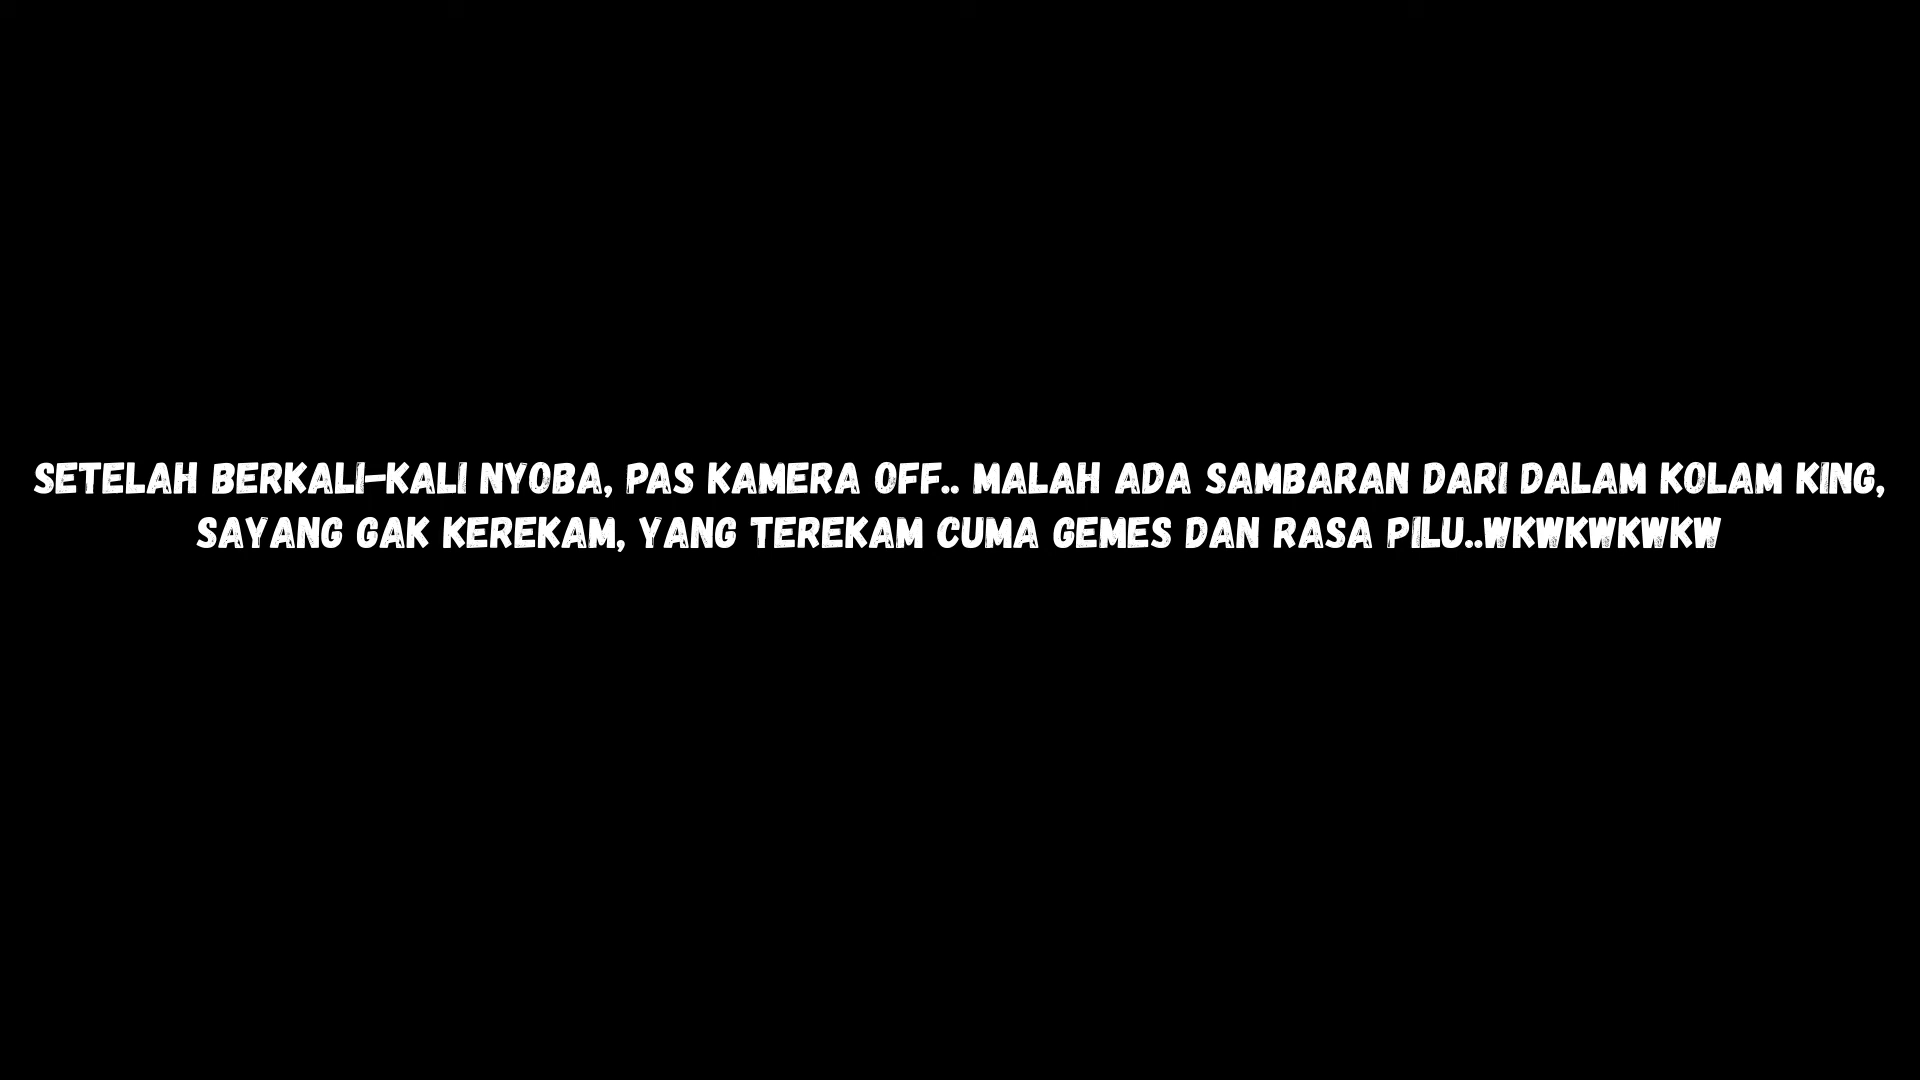 SETELAH BERKALI-KALI NYOBA, PAS KAMERA OFF.. MALAH ADA SAMBARAN DARI DALAM KOLAM KING,
SAYANG GAK KEREKAM, YANG TEREKAM CUMA GEMES DAN RASA PILU..WKWKWKWKW